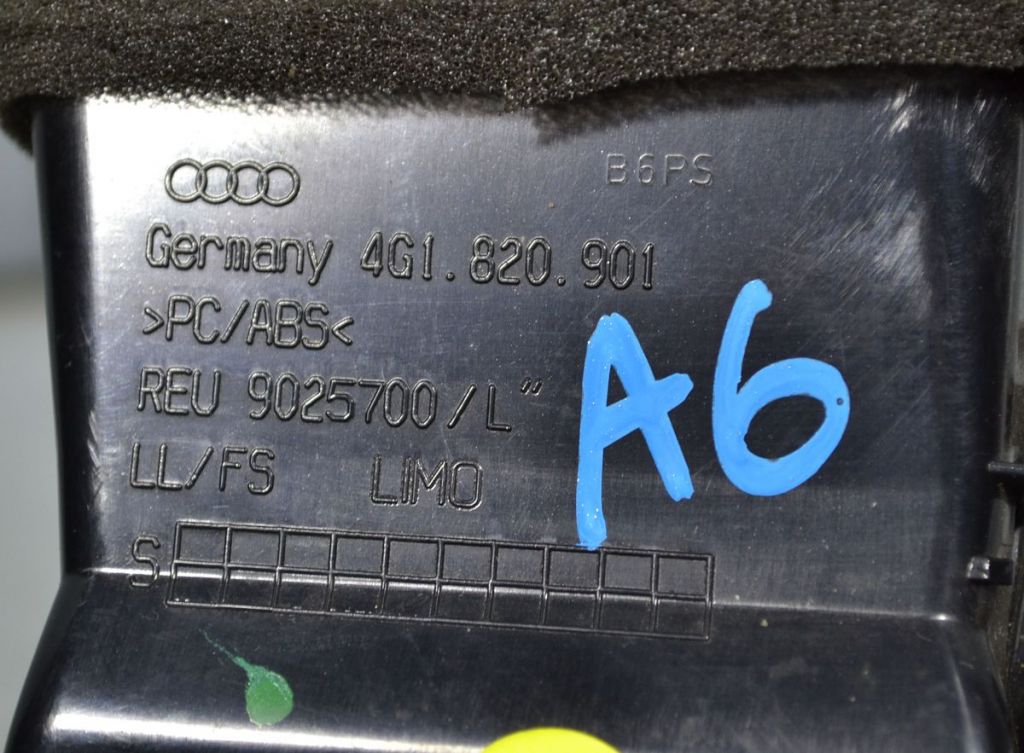 B6PS
Germany 4G1.820.901
>PC/ABS<
REU 9025700/L"
LL/FS LIMO
A6
S